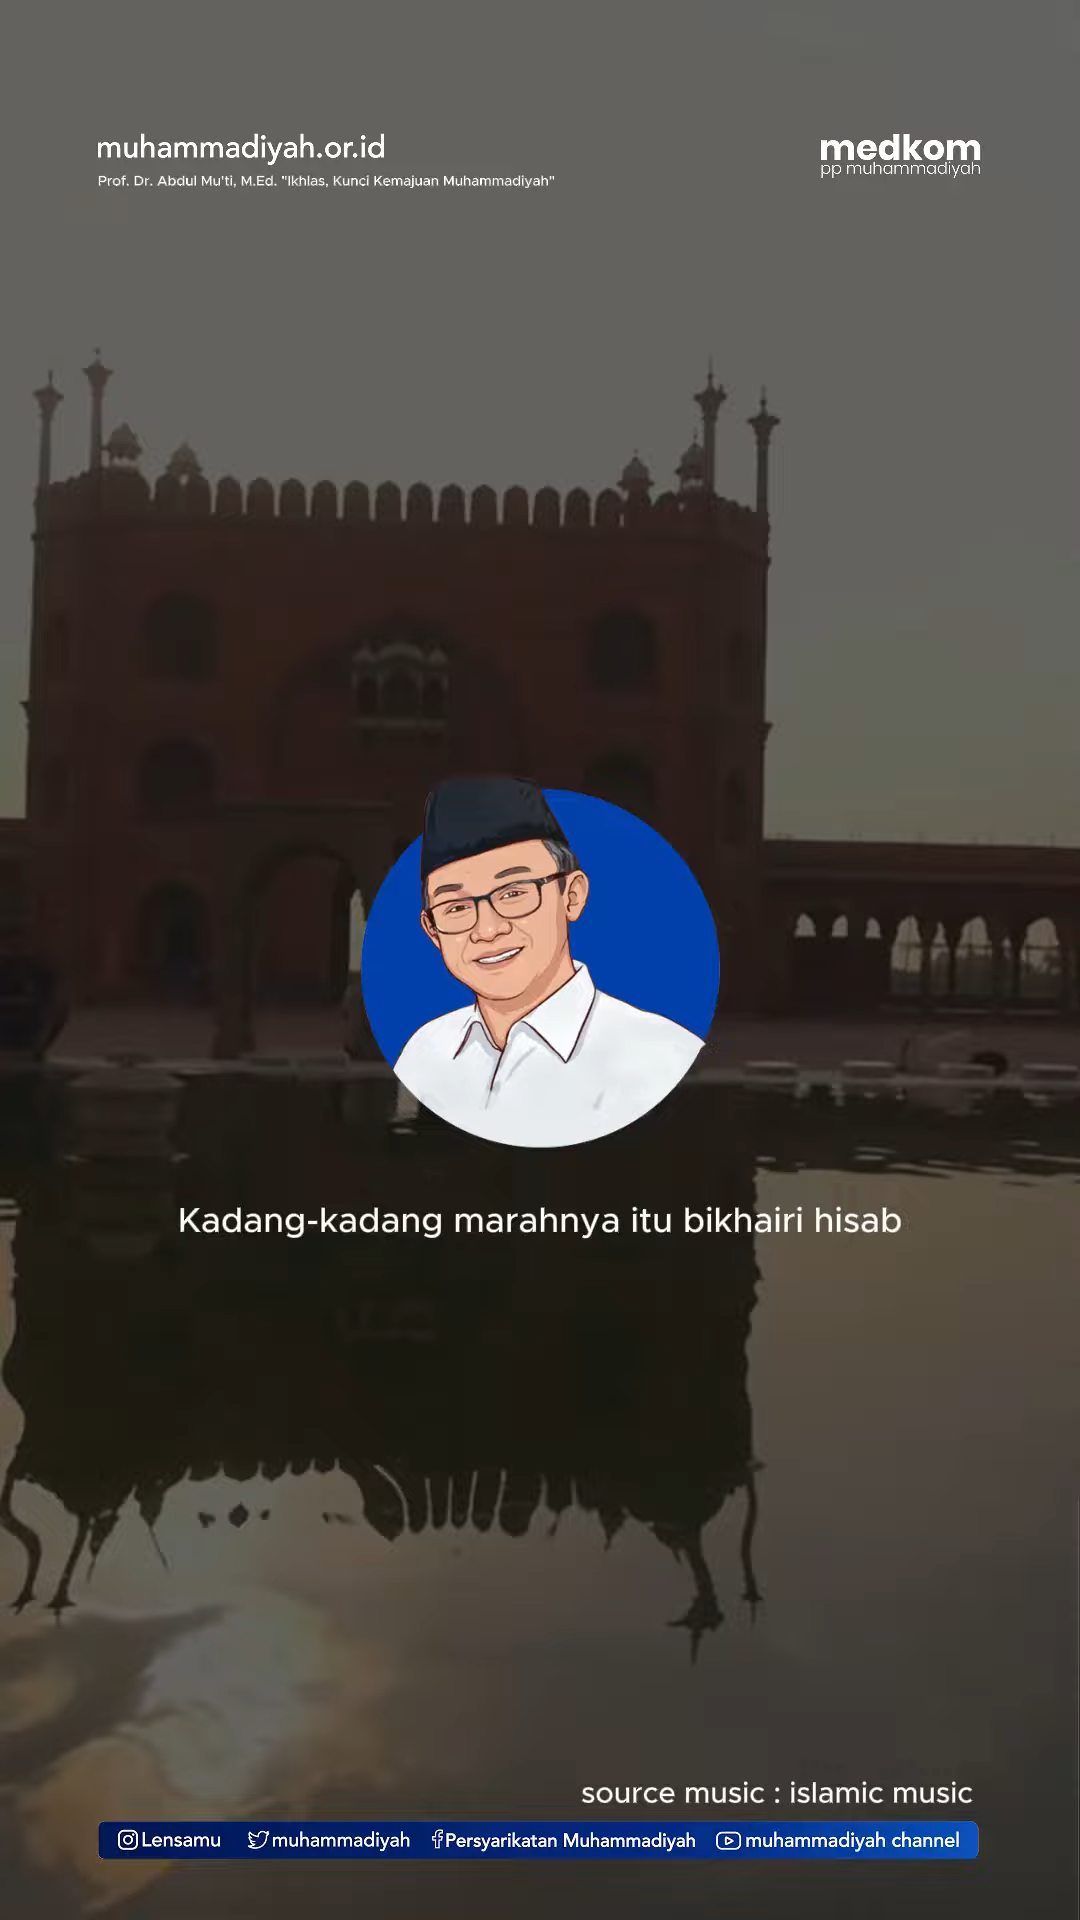 muhammadiyah.or.id
Prof. Dr. Abdul Mu'ti, M.Ed. "Ikhlas, Kunci Kemajuan Muhammadiyah"
medkom
pp muhammadiyah
Kadang-kadang marahnya itu bikhairi hisab
source music : islamic music
Lensamu muhammadiyah Persyarikatan Muhammadiyah muhammadiyah channel